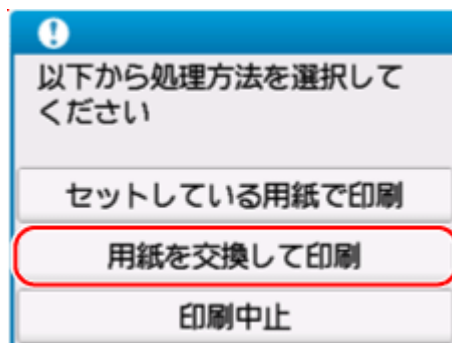 以下から処理方法を選択して
ください
セットしている用紙で印刷
用紙を交換して印刷
印刷中止